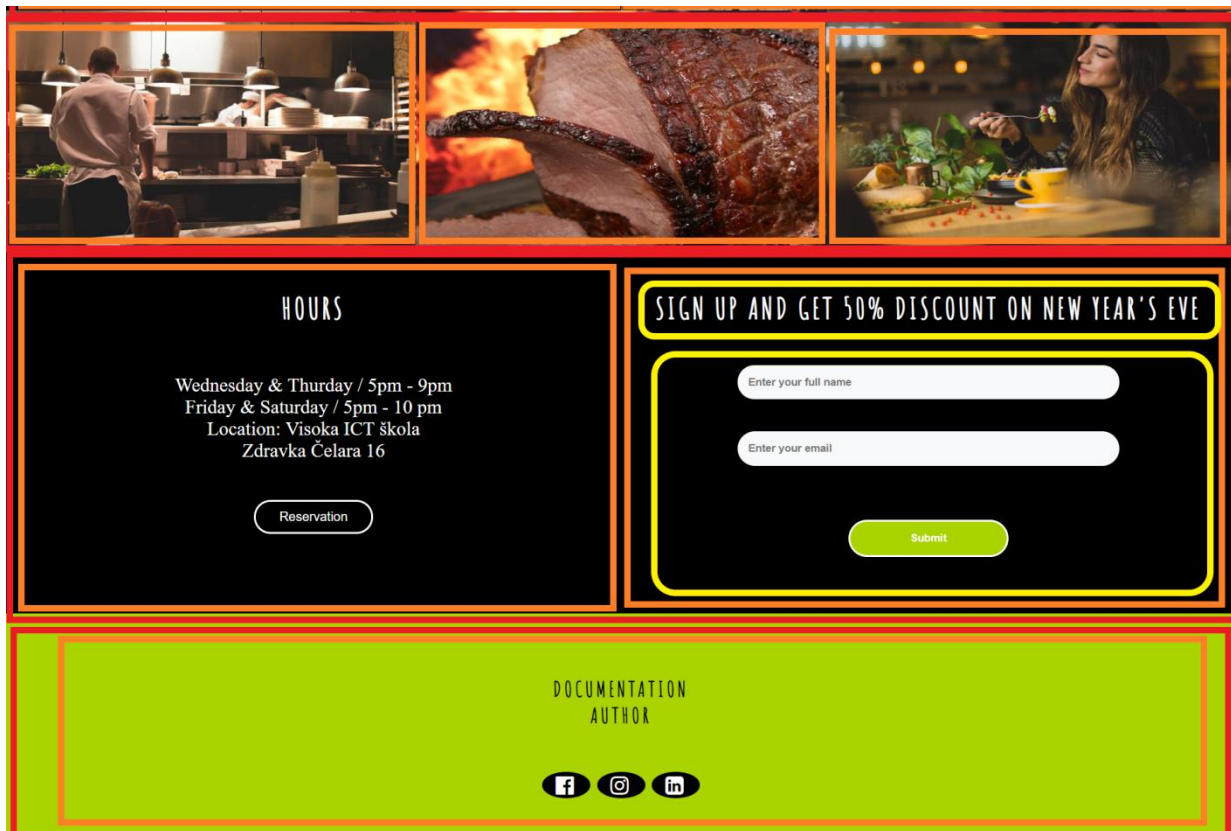 HOURS
Wednesday & Thurday / 5pm - 9pm
Friday & Saturday / 5pm - 10 pm
Location: Visoka ICT škola
Zdravka Čelara 16
Reservation
SIGN UP AND GET 50% DISCOUNT ON NEW YEAR'S EVE
Enter your full name
Enter your email
Submit
DOCUMENTATION
AUTHOR